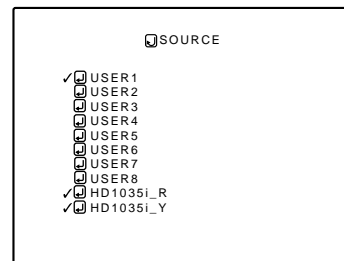 SOURCE
✓ USER1
USER2
USER3
USER4
USER5
USER6
USER7
USER8
✓ HD1035i_R
✓ HD1035i_Y